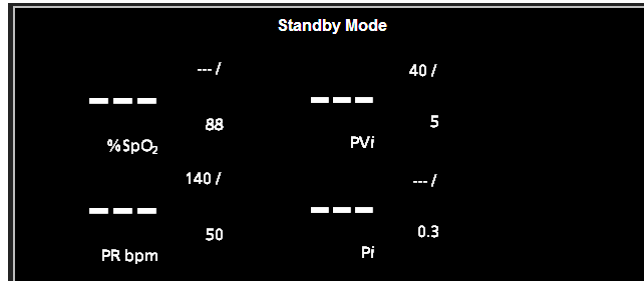 Standby Mode
--- / 40 /
--- ---
88 5
%SpO₂ PVi
140 / --- /
--- ---
50 0.3
PR bpm Pi